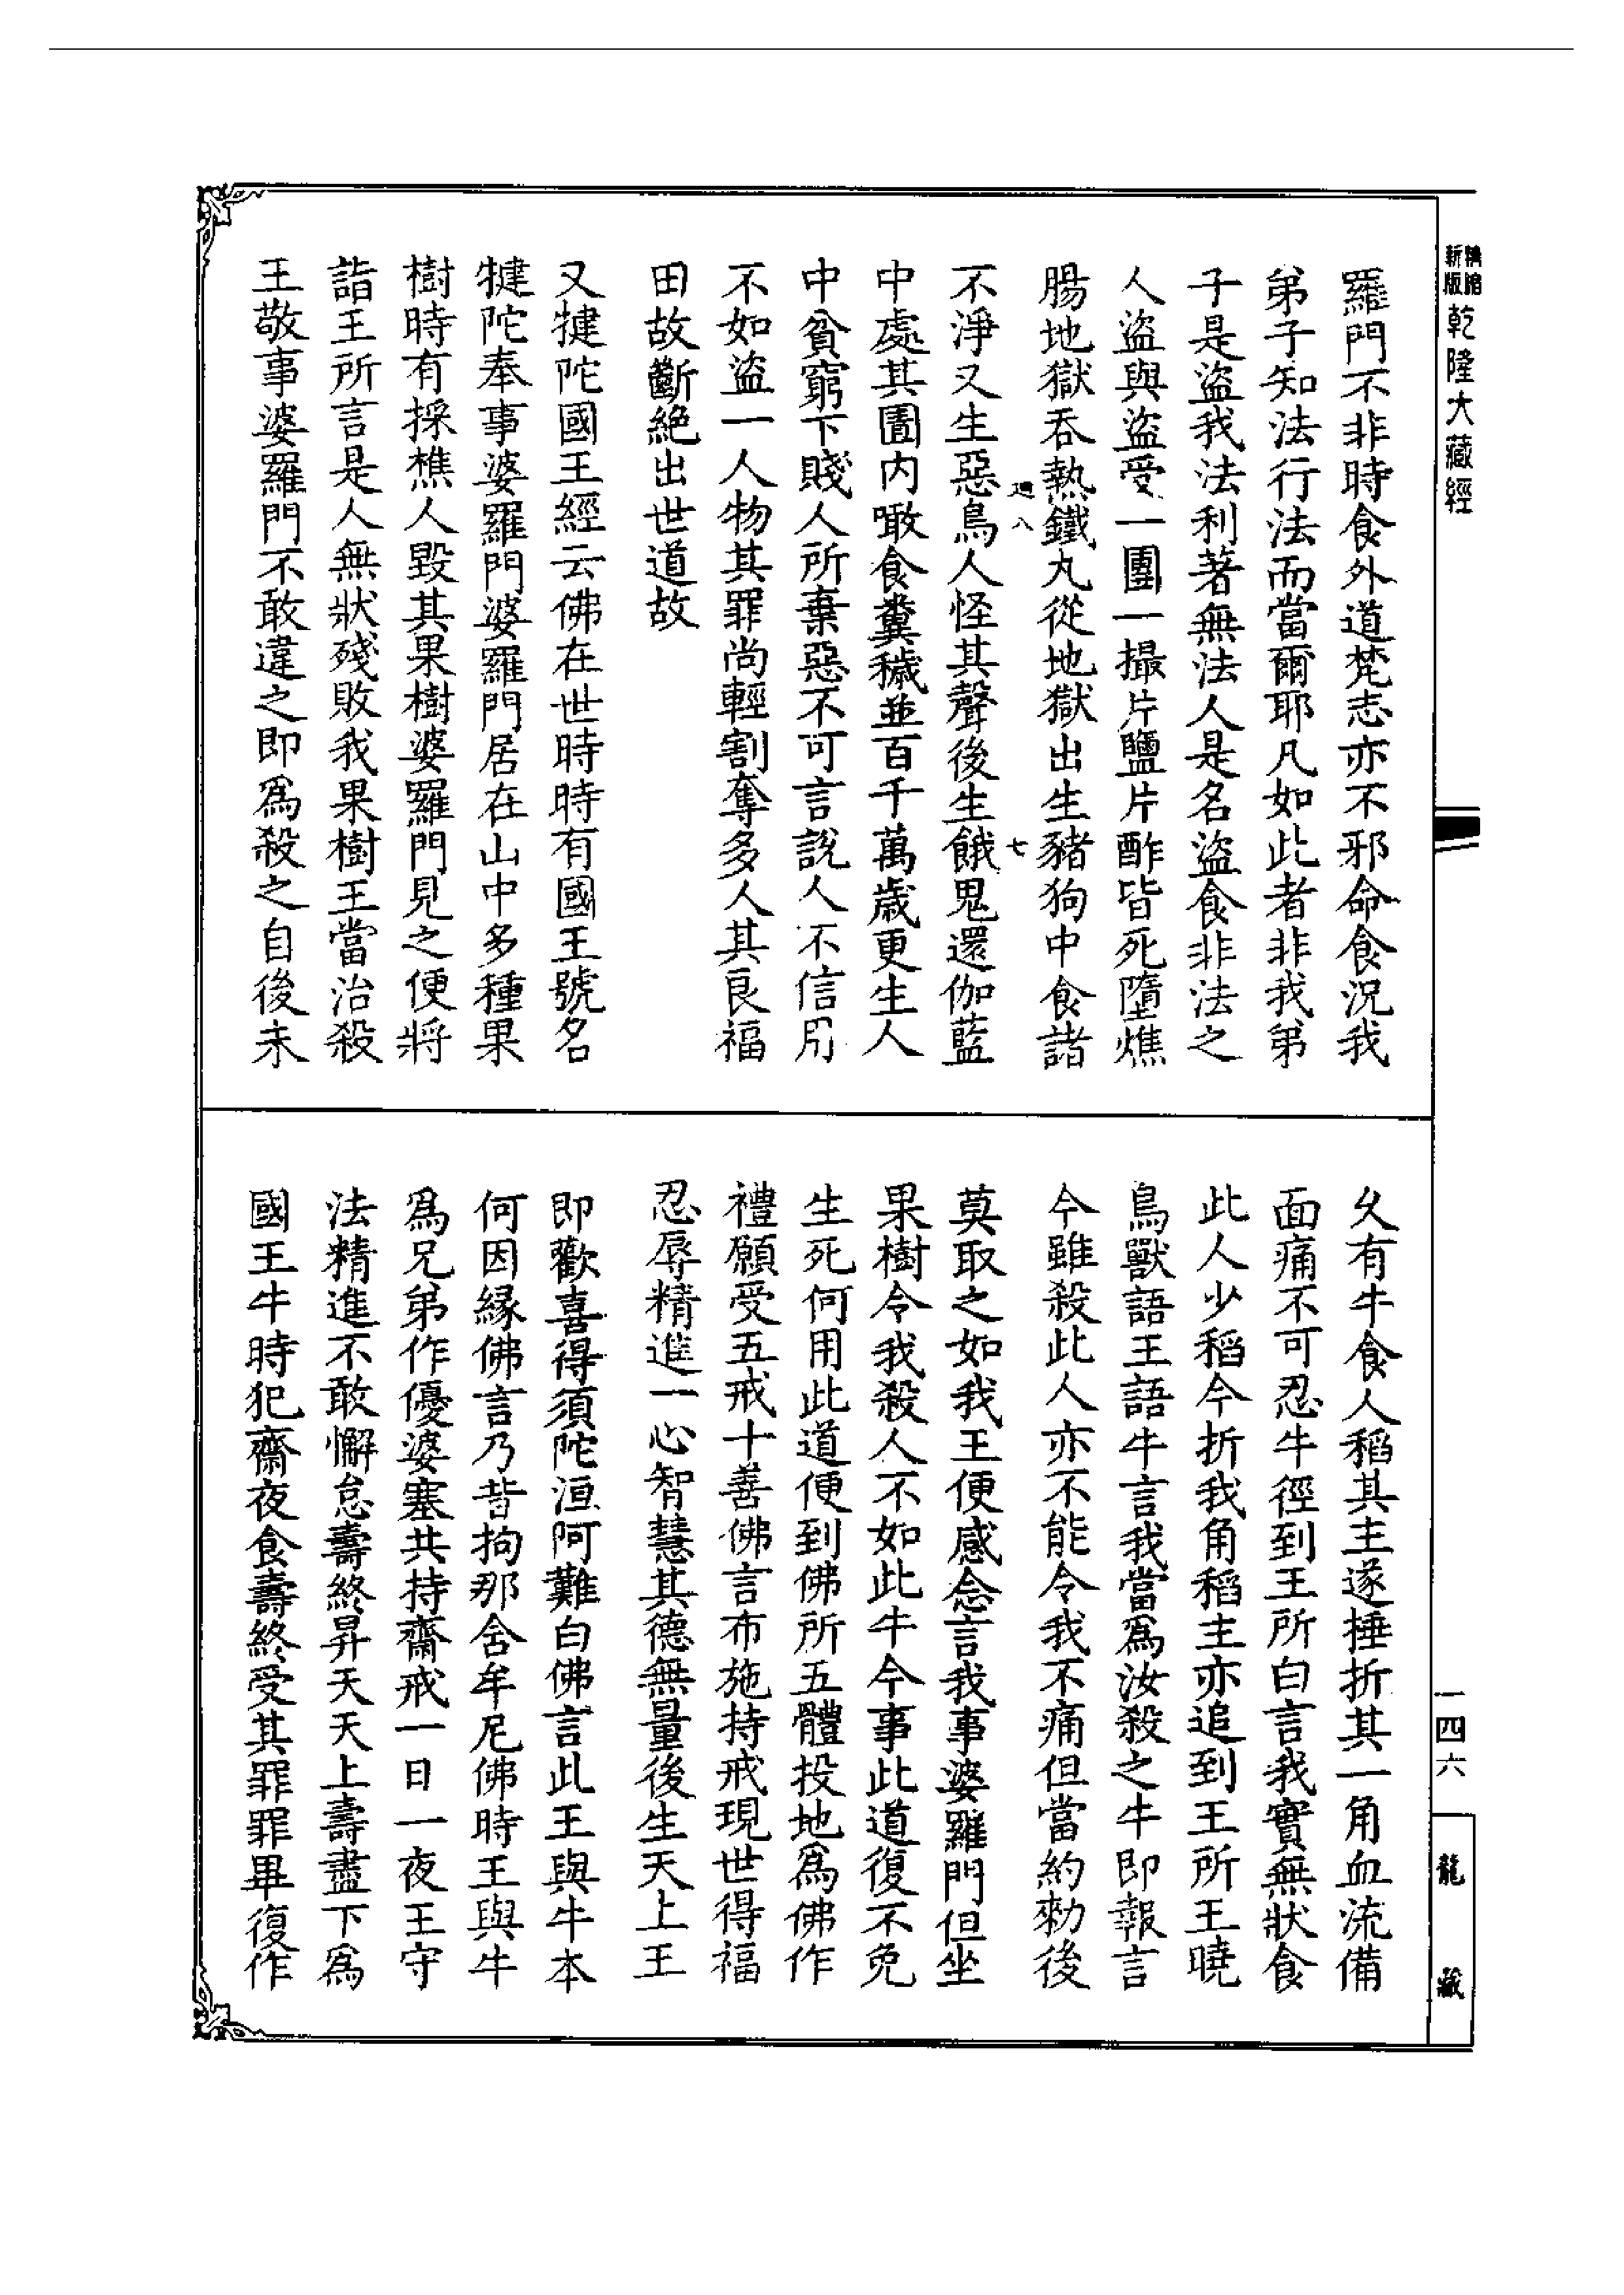 乾隆大藏經
羅門不非時食外道梵志亦不邪命食況我
弟子知法行法而當爾耶凡如此者非我弟
子是盜我法利著無法人是名盜食非法之
人盜與盜受一團一撮片鹽片酢皆死墮燋
腸地獄吞熱鐵丸從地獄出生豬狗中食諸
八 七
不淨又生惡鳥人怪其聲後生餓鬼還伽藍
中處其圊内噉食糞穢並百千萬歲更生人
中貧窮下賤人所棄惡不可言說人不信用
不如盜一人物其罪尚輕割奪多人其良福
田故斷絕出世道故
又犍陀國王經云佛在世時時有國王號名
犍陀奉事婆羅門婆羅門居在山中多種果
樹時有採樵人毀其果樹婆羅門見之便將
詣王所言是人無狀殘敗我果樹王當治殺
王敬事婆羅門不敢違之即為殺之自後未
久有牛食人稻其主遂捶折其一角血流備
面痛不可忍牛徑到王所白言我實無狀食
此人少稻今折我角稻主亦追到王所王曉
鳥獸語王語牛言我當為汝殺之牛即報言
今雖殺此人亦不能令我不痛但當約勑後
莫取之如我王便感念言我事婆羅門但坐
果樹令我殺人不如此牛今事此道復不免
生死何用此道便到佛所五體投地為佛作
禮願受五戒十善佛言布施持戒現世得福
忍辱精進一心智慧其德無量後生天上王
即歡喜得須陀洹阿難白佛言此王與牛本
何因緣佛言乃昔拘那舍牟尼佛時王與牛
為兄弟作優婆塞共持齋戒一日一夜王守
法精進不敢懈怠壽終昇天天上壽盡下為
國王牛時犯齋夜食壽終受其罪罪畢復作
一四六
龍藏